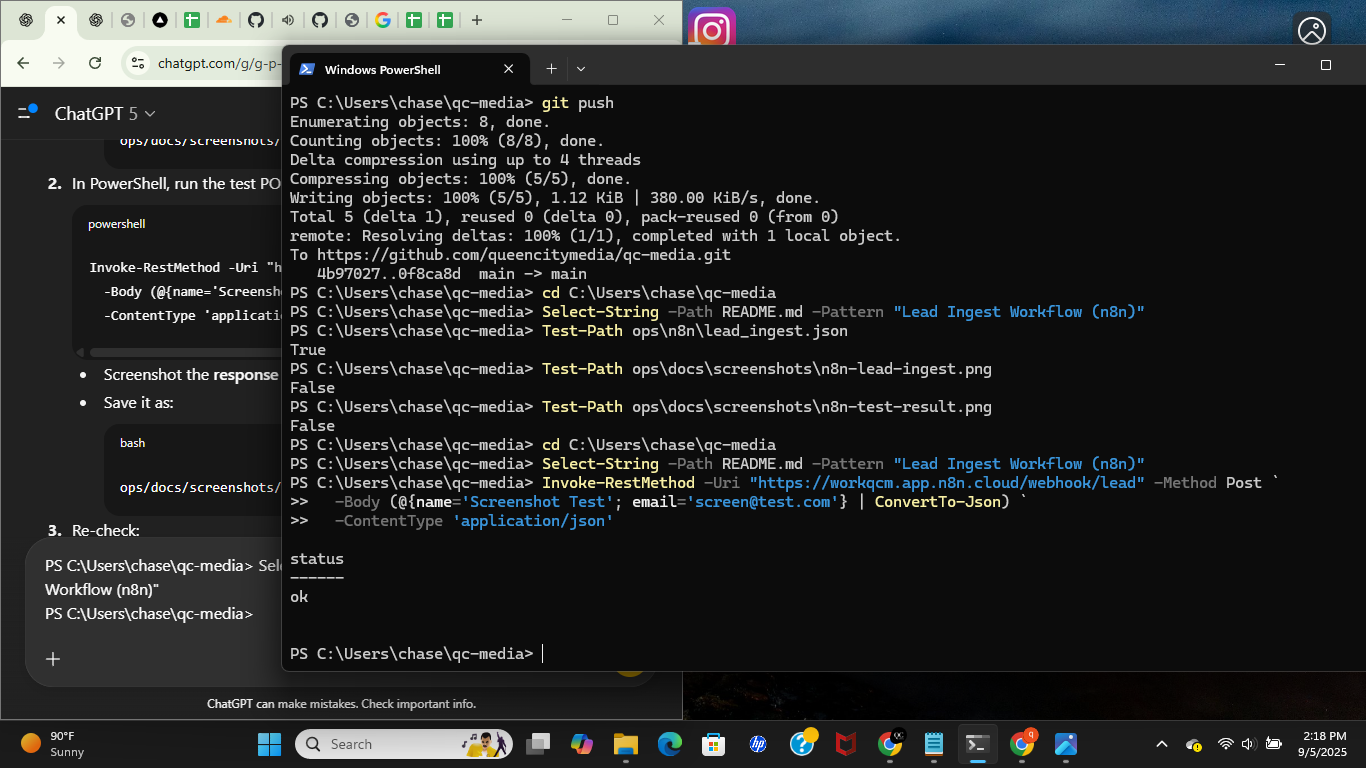 chatgpt.com/g/g-p-
ChatGPT 5
ops/docs/screenshots/
2. In PowerShell, run the test PO
powershell
Invoke-RestMethod -Uri "h
-Body (@{name='Screensh
-ContentType 'applicatio
• Screenshot the response
• Save it as:
bash
ops/docs/screenshots/
3. Re-check:
PS C:\Users\chase\qc-media> Sele
Workflow (n8n)"
PS C:\Users\chase\qc-media>
ChatGPT can make mistakes. Check important info.
Windows PowerShell
PS C:\Users\chase\qc-media> git push
Enumerating objects: 8, done.
Counting objects: 100% (8/8), done.
Delta compression using up to 4 threads
Compressing objects: 100% (5/5), done.
Writing objects: 100% (5/5), 1.12 KiB | 380.00 KiB/s, done.
Total 5 (delta 1), reused 0 (delta 0), pack-reused 0 (from 0)
remote: Resolving deltas: 100% (1/1), completed with 1 local object.
To https://github.com/queencitymedia/qc-media.git
4b97027..0f8ca8d main -> main
PS C:\Users\chase\qc-media> cd C:\Users\chase\qc-media
PS C:\Users\chase\qc-media> Select-String -Path README.md -Pattern "Lead Ingest Workflow (n8n)"
PS C:\Users\chase\qc-media> Test-Path ops\n8n\lead_ingest.json
True
PS C:\Users\chase\qc-media> Test-Path ops\docs\screenshots\n8n-lead-ingest.png
False
PS C:\Users\chase\qc-media> Test-Path ops\docs\screenshots\n8n-test-result.png
False
PS C:\Users\chase\qc-media> cd C:\Users\chase\qc-media
PS C:\Users\chase\qc-media> Select-String -Path README.md -Pattern "Lead Ingest Workflow (n8n)"
PS C:\Users\chase\qc-media> Invoke-RestMethod -Uri "https://workqcm.app.n8n.cloud/webhook/lead" -Method Post `
>> -Body (@{name='Screenshot Test'; email='screen@test.com'} | ConvertTo-Json) `
>> -ContentType 'application/json'
status
------
ok
PS C:\Users\chase\qc-media>
90°F
Sunny
Search
2:18 PM
9/5/2025